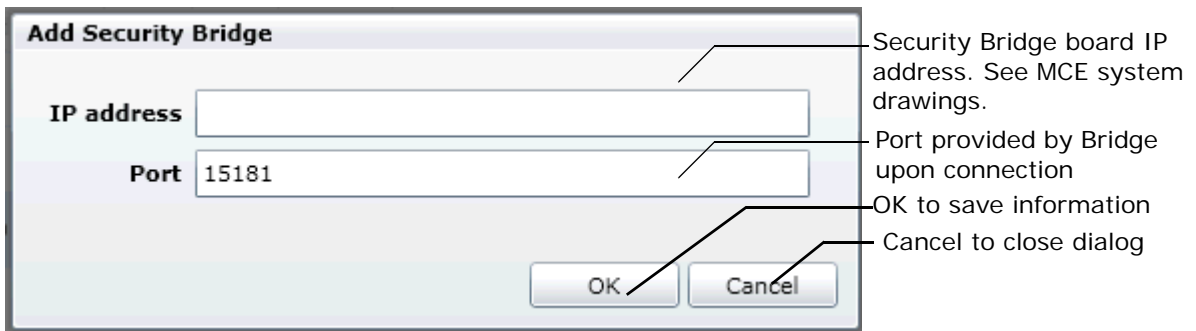 Add Security Bridge
IP address
Port 15181
OK
Cancel
Security Bridge board IP
address. See MCE system
drawings.
Port provided by Bridge
upon connection
OK to save information
Cancel to close dialog